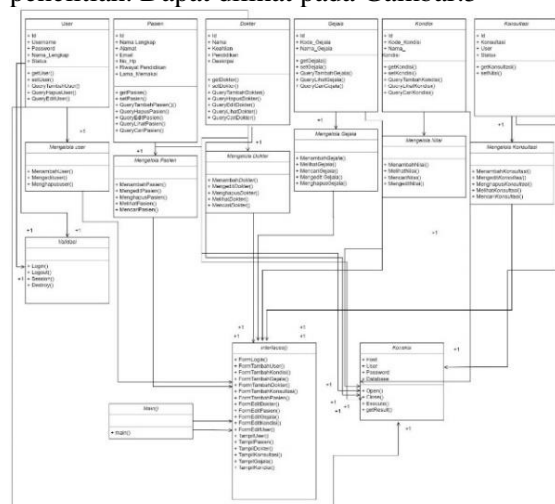 penelitian. Dapat dilihat pada Gambar.5
User
+ Id
+ Username
+ Password
+ Nama_Lengkap
+ Status
+ getUser()
+ setUser()
+ QueryTambahUser()
+ QueryHapusUser()
+ QueryEditUser()
Pasien
+ Id
+ Nama Lengkap
+ Alamat
+ Email
+ No_Hp
+ Riwayat Pendidikan
+ getPasien()
+ setPasien()
+ QueryTambahPasien()
+ QueryHapusPasien()
+ QueryEditPasien()
+ QueryLihatPasien()
+ QueryCariPasien()
Dokter
+ Id
+ Nama
+ Keahlian
+ Pendidikan
+ Deskripsi
+ getDokter()
+ setDokter()
+ QueryTambahDokter()
+ QueryHapusDokter()
+ QueryEditDokter()
+ QueryLihatDokter()
+ QueryCariDokter()
Gejala
+ Id
+ Kode_Gejala
+ Nama_Gejala
+ getGejala()
+ setGejala()
+ QueryTambahGejala()
+ QueryLihatGejala()
+ QueryCariGejala()
Kondisi
+ Id
+ Kode_Kondisi
+ Nama_
Kondisi
+ getKondisi()
+ setKondisi()
+ QueryTambahKondisi()
+ QueryLihatKondisi()
+ QueryCariKondisi()
Konsultasi
+ Id
+ Konsultasi
+ User
+ Status
+ getKonsultasi()
+ setNilai()
Mengelola User
+ MenambahUser()
+ MengeditUser()
+ MenghapusUser()
Mengelola Pasien
+ MenambahPasien()
+ MengeditPasien()
+ MenghapusPasien()
+ MelihatPasien()
+ MencariPasien()
Mengelola Dokter
+ MenambahDokter()
+ MengeditDokter()
+ MenghapusDokter()
+ MelihatDokter()
+ MencariDokter()
Mengelola Gejala
+ MenambahGejala()
+ MelihatGejala()
+ MencariGejala()
+ MengeditGejala()
+ MenghapusGejala()
Mengelola Nilai
+ MenambahNilai()
+ MelihatNilai()
+ MencariNilai()
+ MengeditNilai()
Mengelola Konsultasi
+ MenambahKonsultasi()
+ MengeditKonsultasi()
+ MenghapusKonsultasi()
+ MelihatKonsultasi()
+ MencariKonsultasi()
+ Login()
+ Logout()
+ Session()
+ Destroy()
Interfaces()
+ FormLogin()
+ FormTambahUser()
+ FormTambahKondisi()
+ FormTambahGejala()
+ FormTambahDokter()
+ FormTambahKonsultasi()
+ FormTambahPasien()
+ FormEditDokter()
+ FormEditPasien()
+ FormEditGejala()
+ FormEditKondisi()
+ FormEditUser()
+ TampilUser()
+ TampilPasien()
+ TampilDokter()
+ TampilKonsultasi()
+ TampilGejala()
+ TampilKondisi()
Koneksi
+ Host
+ User
+ Password
+ Database
+ Open()
+ Close()
+ Execute()
+ getResult()
Main()
+ main()